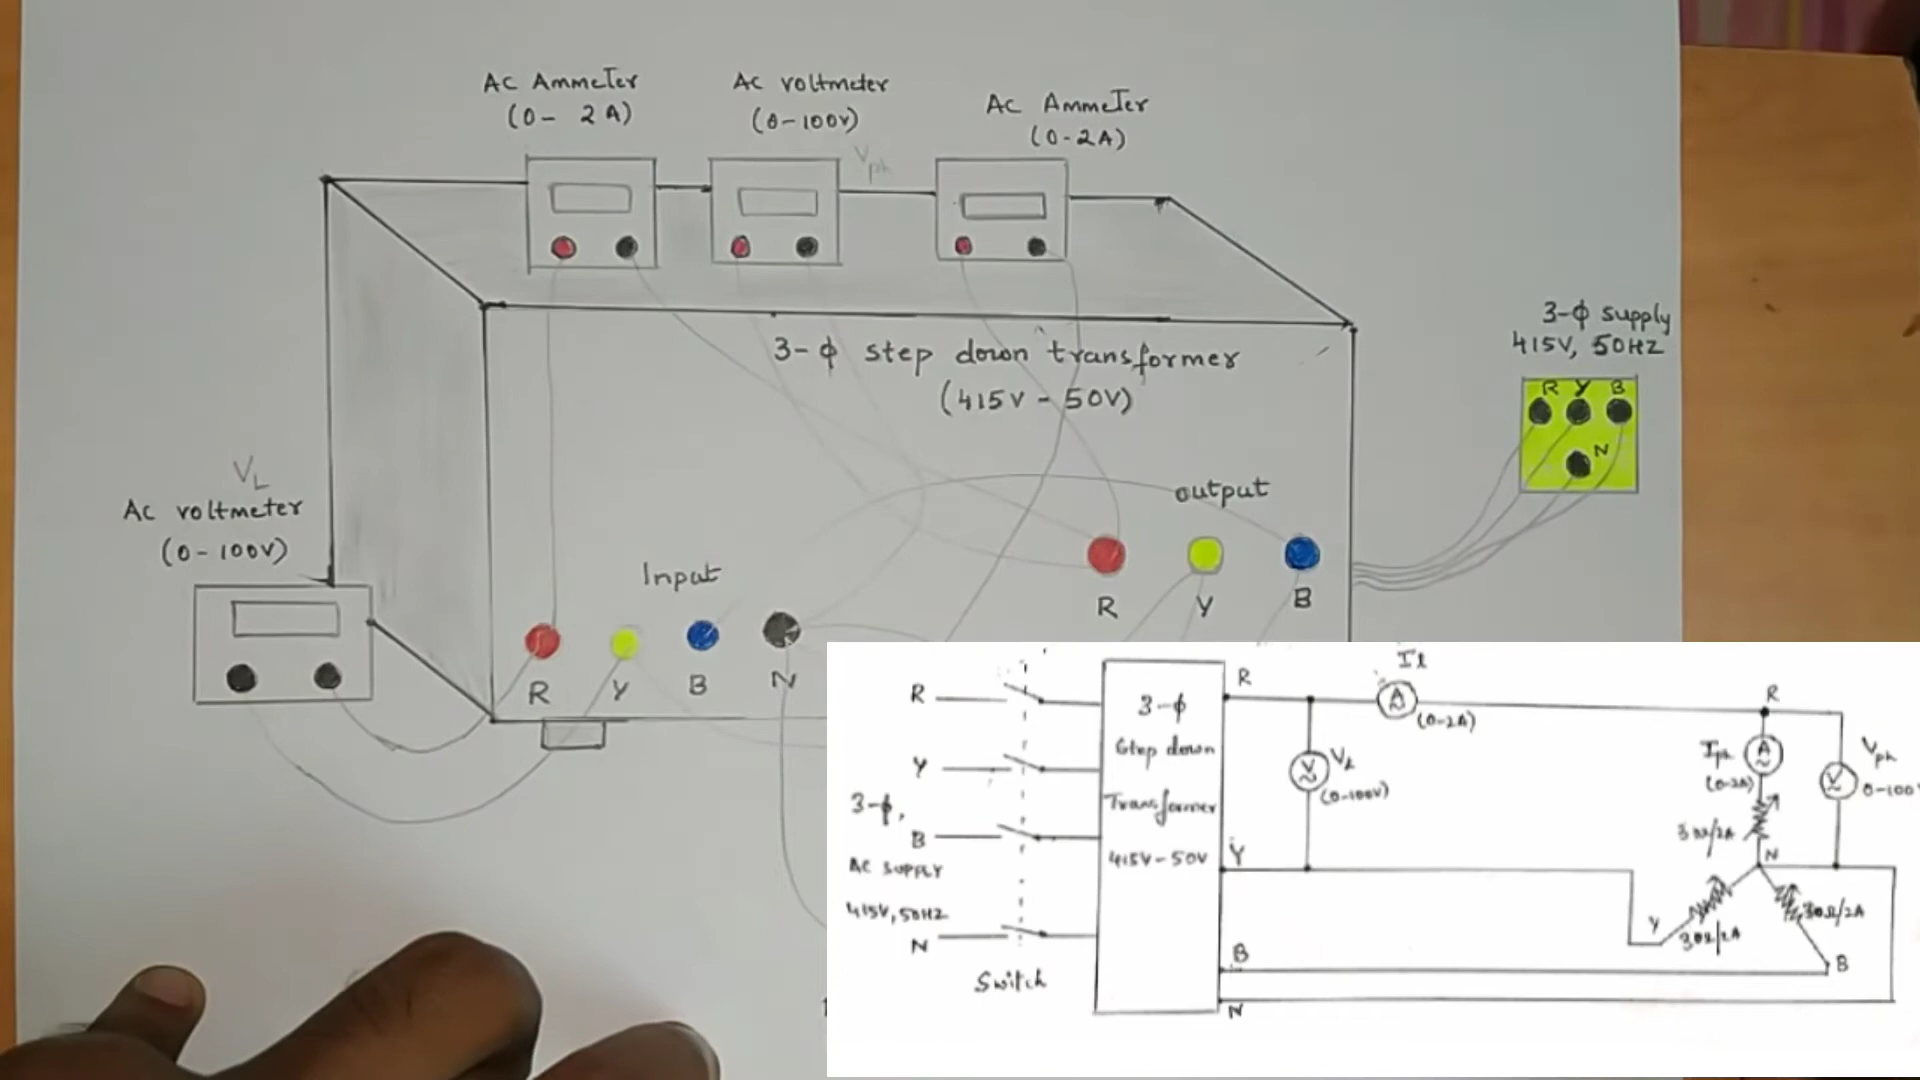 Ac Ammeter
(0- 2A)
Ac voltmeter
(0-100V)
Ac Ammeter
(0-2A)
Vph
3-ϕ step down transformer
(415V - 50V)
3-ϕ supply
415V, 50HZ
R Y B
N
VL
Ac voltmeter
(0-100V)
output
R Y B
Input
R Y B N
R
Y
3-ϕ,
B
AC SUPPLY
415V, 50HZ
N
Switch
3-ϕ
Step down
Transformer
415V-50V
R
Y
B
N
Il
A
(0-2A)
V
Vl
(0-100V)
R
Iph
A
(0-2A)
Vph
V
0-100V
N
Y
30Ω/2A
30Ω/2A
B